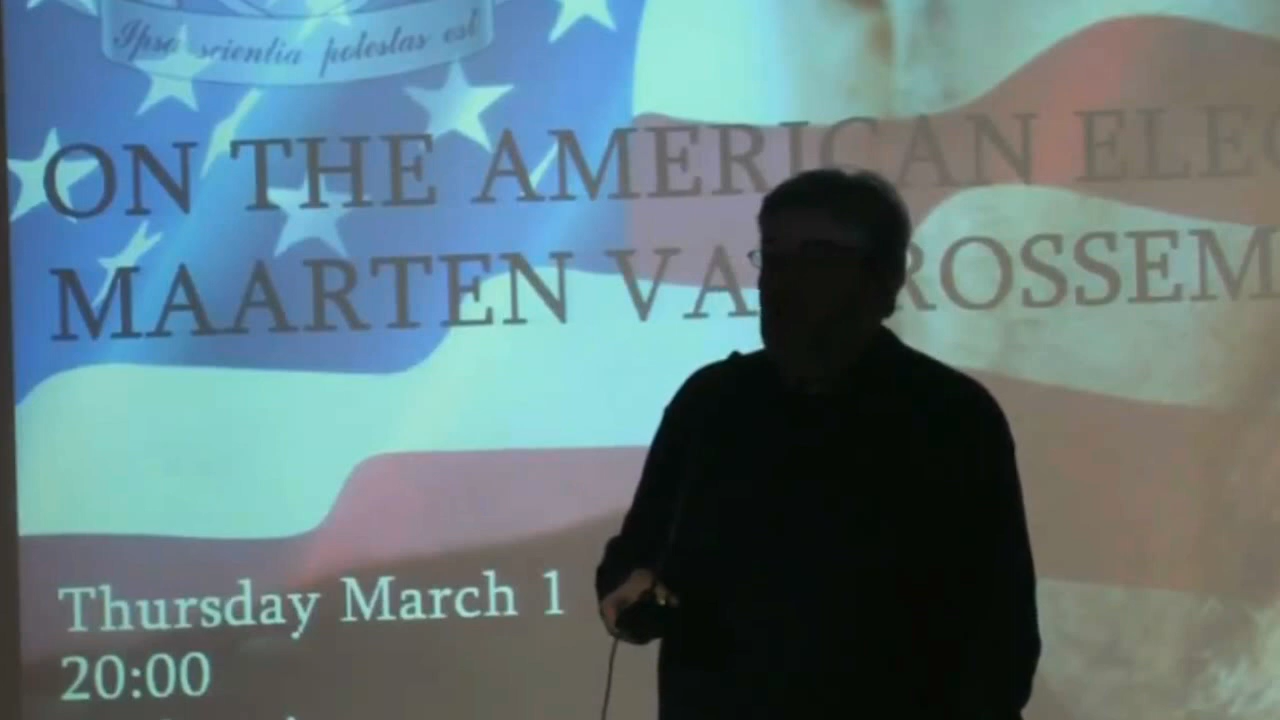 Ipsa scientia potestas est
ON THE AMERICAN ELEC
MAARTEN VA ROSSEM
Thursday March 1
20:00